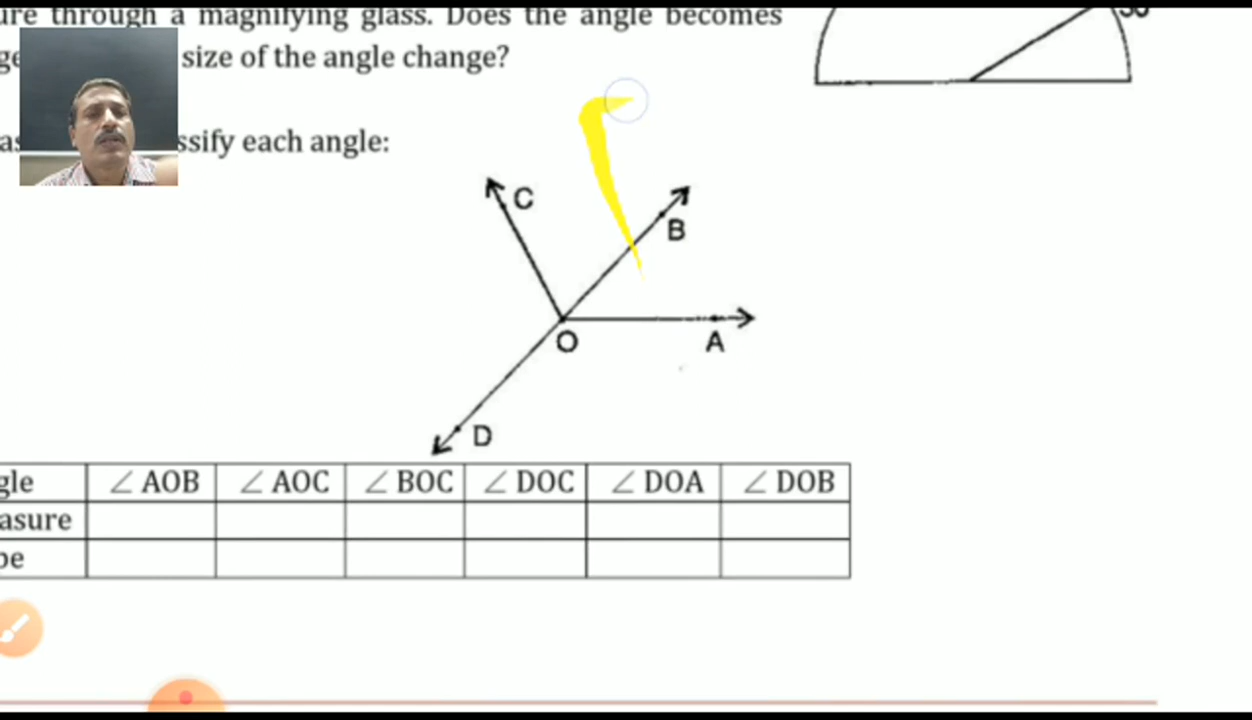 ure through a magnifying glass. Does the angle becomes
size of the angle change?
ssify each angle:
C
B
O
A
D
gle ∠ AOB ∠ AOC ∠ BOC ∠ DOC ∠ DOA ∠ DOB
asure
pe